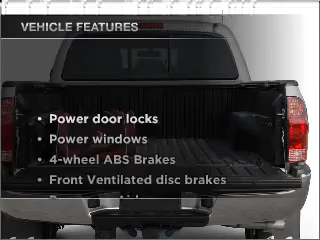 VEHICLE FEATURES
• Power door locks
• Power windows
• 4-wheel ABS Brakes
• Front Ventilated disc brakes